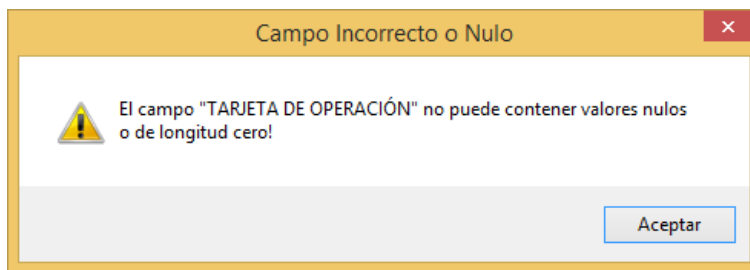 Campo Incorrecto o Nulo
El campo "TARJETA DE OPERACIÓN" no puede contener valores nulos
o de longitud cero!
Aceptar